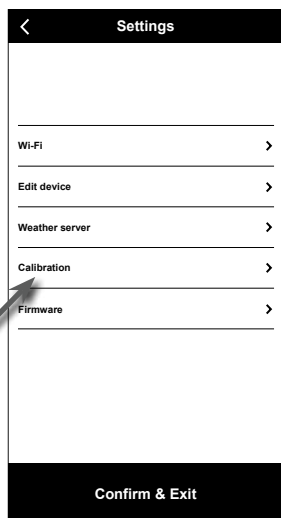 Settings
Wi-Fi
Edit device
Weather server
Calibration
Firmware
Confirm & Exit